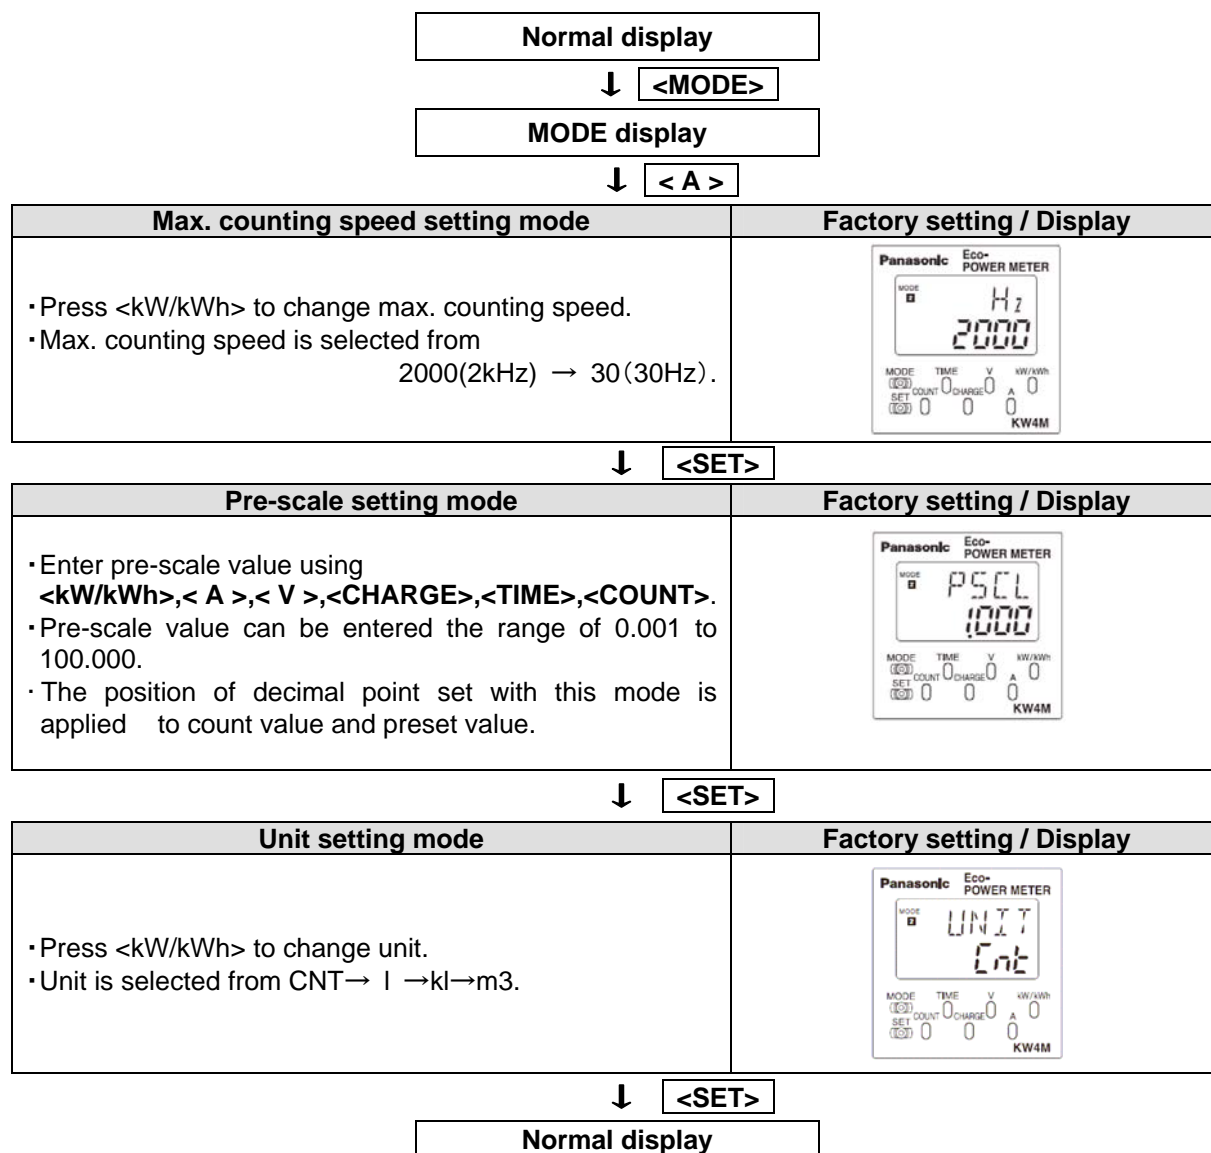 Normal display
↓ <MODE>
MODE display
↓ < A >
Max. counting speed setting mode
Factory setting / Display
・Press <kW/kWh> to change max. counting speed.
・Max. counting speed is selected from
2000(2kHz) → 30(30Hz).
Panasonic Eco-POWER METER
MODE 2 Hz
2000
MODE TIME V kW/kWh
SET COUNT CHARGE A
KW4M
↓ <SET>
Pre-scale setting mode
Factory setting / Display
・Enter pre-scale value using
<kW/kWh>,< A >,< V >,<CHARGE>,<TIME>,<COUNT>.
・Pre-scale value can be entered the range of 0.001 to
100.000.
・The position of decimal point set with this mode is
applied to count value and preset value.
Panasonic Eco-POWER METER
MODE 2 PSCL
1.000
MODE TIME V kW/kWh
SET COUNT CHARGE A
KW4M
↓ <SET>
Unit setting mode
Factory setting / Display
・Press <kW/kWh> to change unit.
・Unit is selected from CNT→ l →kl→m3.
Panasonic Eco-POWER METER
MODE 2 UNIT
Cnt
MODE TIME V kW/kWh
SET COUNT CHARGE A
KW4M
↓ <SET>
Normal display